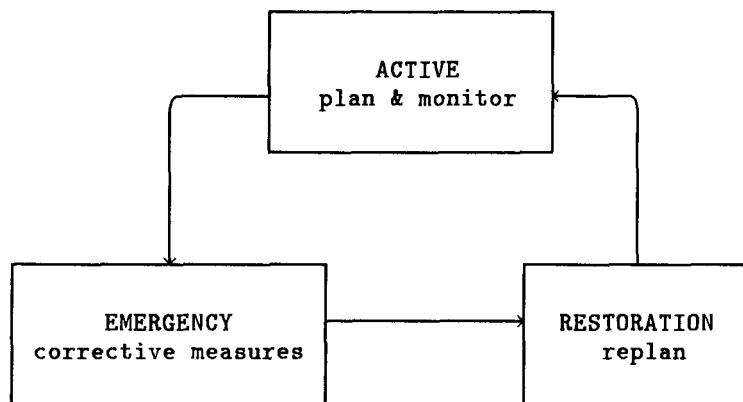 ACTIVE
plan & monitor
EMERGENCY
corrective measures
RESTORATION
replan